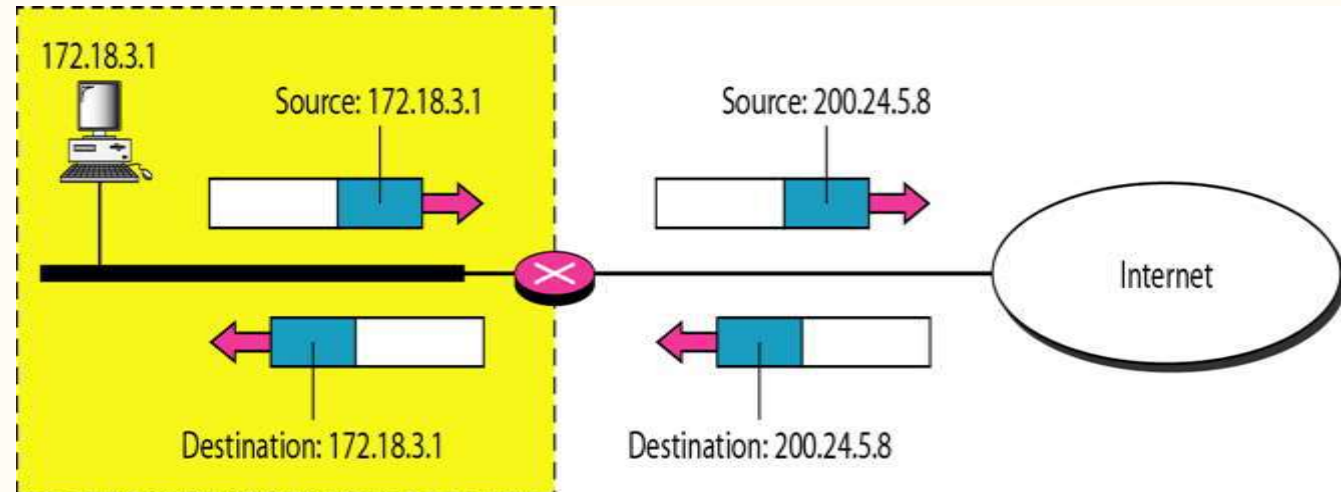 172.18.3.1
Source: 172.18.3.1
Source: 200.24.5.8
Internet
Destination: 172.18.3.1
Destination: 200.24.5.8